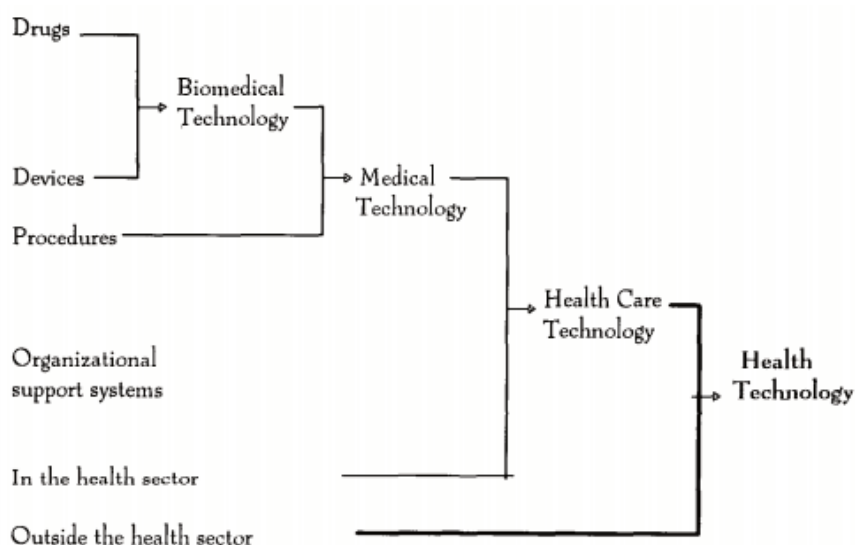 Drugs
Biomedical
Technology
Devices
Medical
Technology
Procedures
Health Care
Technology
Organizational
support systems
Health
Technology
In the health sector
Outside the health sector